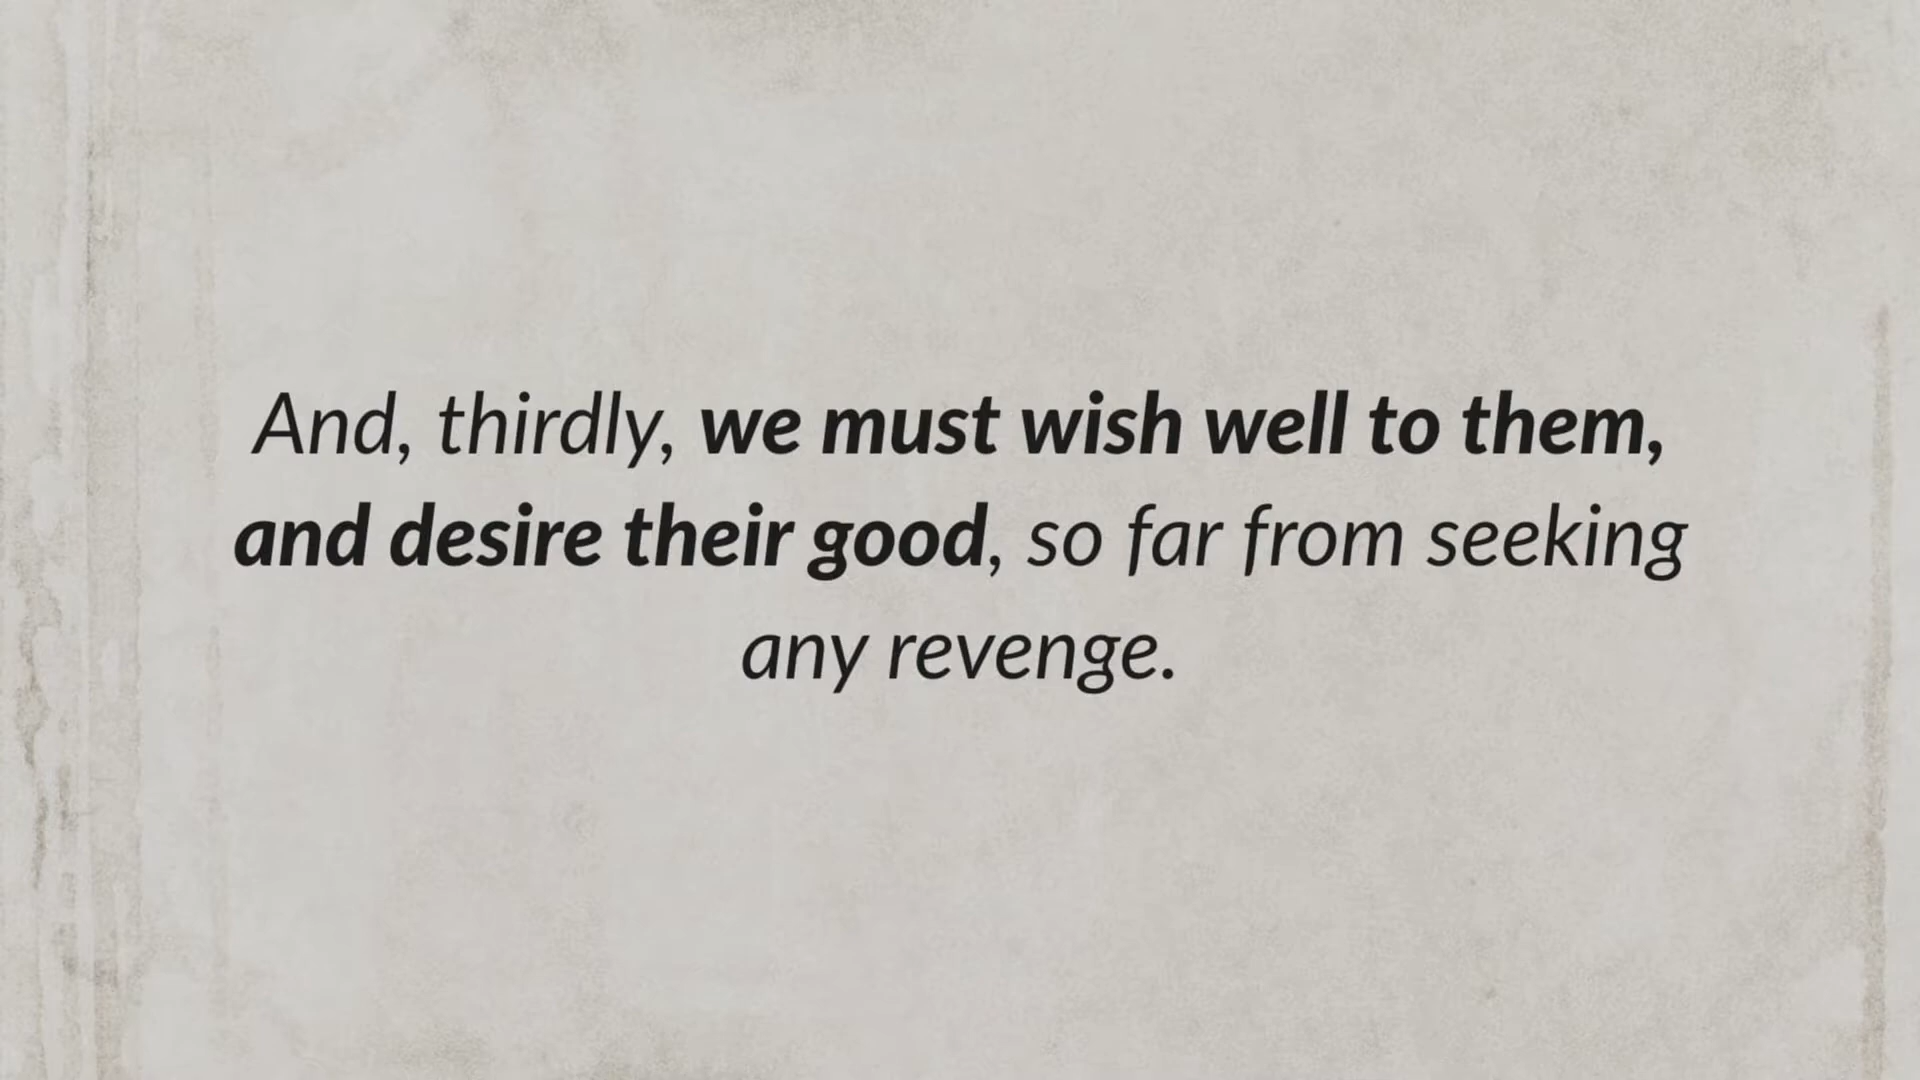 And, thirdly, we must wish well to them,
and desire their good, so far from seeking
any revenge.